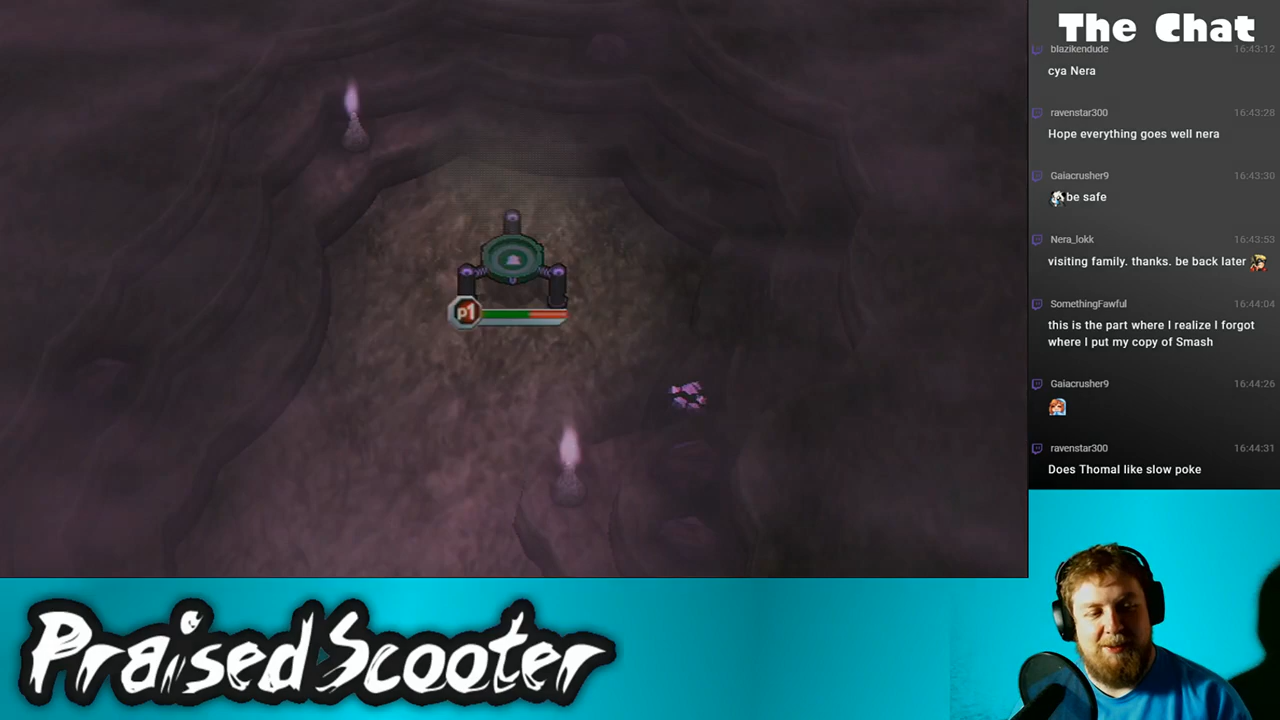 The Chat
blazikendude 16:43:12
cya Nera
ravenstar300 16:43:28
Hope everything goes well nera
Gaiacrusher9 16:43:30
be safe
Nera_lokk 16:43:53
visiting family. thanks. be back later
SomethingFawful 16:44:04
this is the part where I realize I forgot
where I put my copy of Smash
Gaiacrusher9 16:44:26
ravenstar300 16:44:31
Does Thomal like slow poke
p1
PraisedScooter